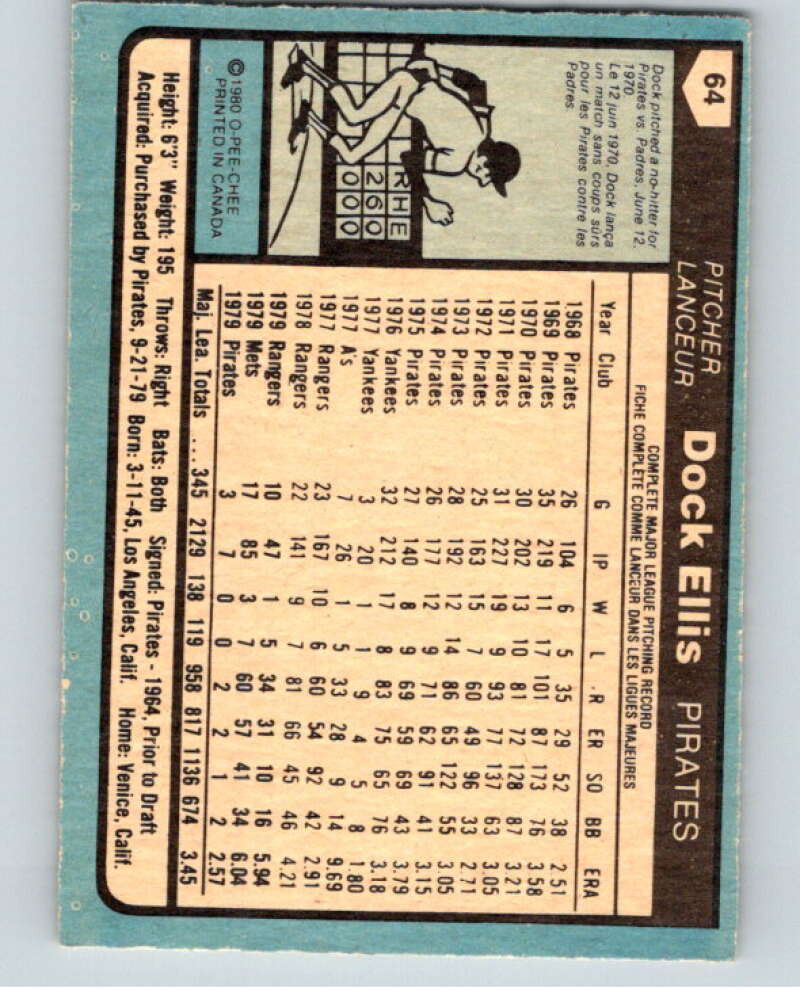 64
PITCHER
LANCEUR
Dock Ellis PIRATES
Dock pitched a no-hitter for
Pirates vs. Padres, June 12,
1970.
Le 12 juin 1970, Dock lança
un match sans coups sûrs
pour les Pirates contre les
Padres.
R H E
2 6 0
0 0 0
©1980 O-PEE-CHEE
PRINTED IN CANADA
COMPLETE MAJOR LEAGUE PITCHING RECORD
FICHE COMPLETE COMME LANCEUR DANS LES LIGUES MAJEURES
Year Club G IP W L R ER SO BB ERA
1968 Pirates 26 104 6 5 35 29 52 38 2.51
1969 Pirates 35 219 11 17 101 87 173 76 3.58
1970 Pirates 30 202 13 10 81 72 128 87 3.21
1971 Pirates 31 227 19 9 93 77 137 63 3.05
1972 Pirates 25 163 15 7 60 49 96 33 2.71
1973 Pirates 28 192 12 14 86 65 122 55 3.05
1974 Pirates 26 177 12 9 71 62 91 41 3.15
1975 Pirates 27 140 8 9 69 59 69 43 3.79
1976 Yankees 32 212 17 8 83 75 65 76 3.18
1977 Yankees 3 20 1 1 9 4 5 8 1.80
1977 A's 7 26 1 5 33 28 9 14 9.69
1977 Rangers 23 167 10 6 60 54 92 42 2.91
1978 Rangers 22 141 9 7 81 66 45 46 4.21
1979 Rangers 10 47 1 5 34 31 10 16 5.94
1979 Mets 17 85 3 7 60 57 41 34 6.04
1979 Pirates 3 7 0 0 2 2 1 2 2.57
Maj. Lea. Totals ... 345 2129 138 119 958 817 1136 674 3.45
Height: 6'3" Weight: 195 Throws: Right Bats: Both Signed: Pirates - 1964, Prior to Draft
Acquired: Purchased by Pirates, 9-21-79 Born: 3-11-45, Los Angeles, Calif. Home: Venice, Calif.